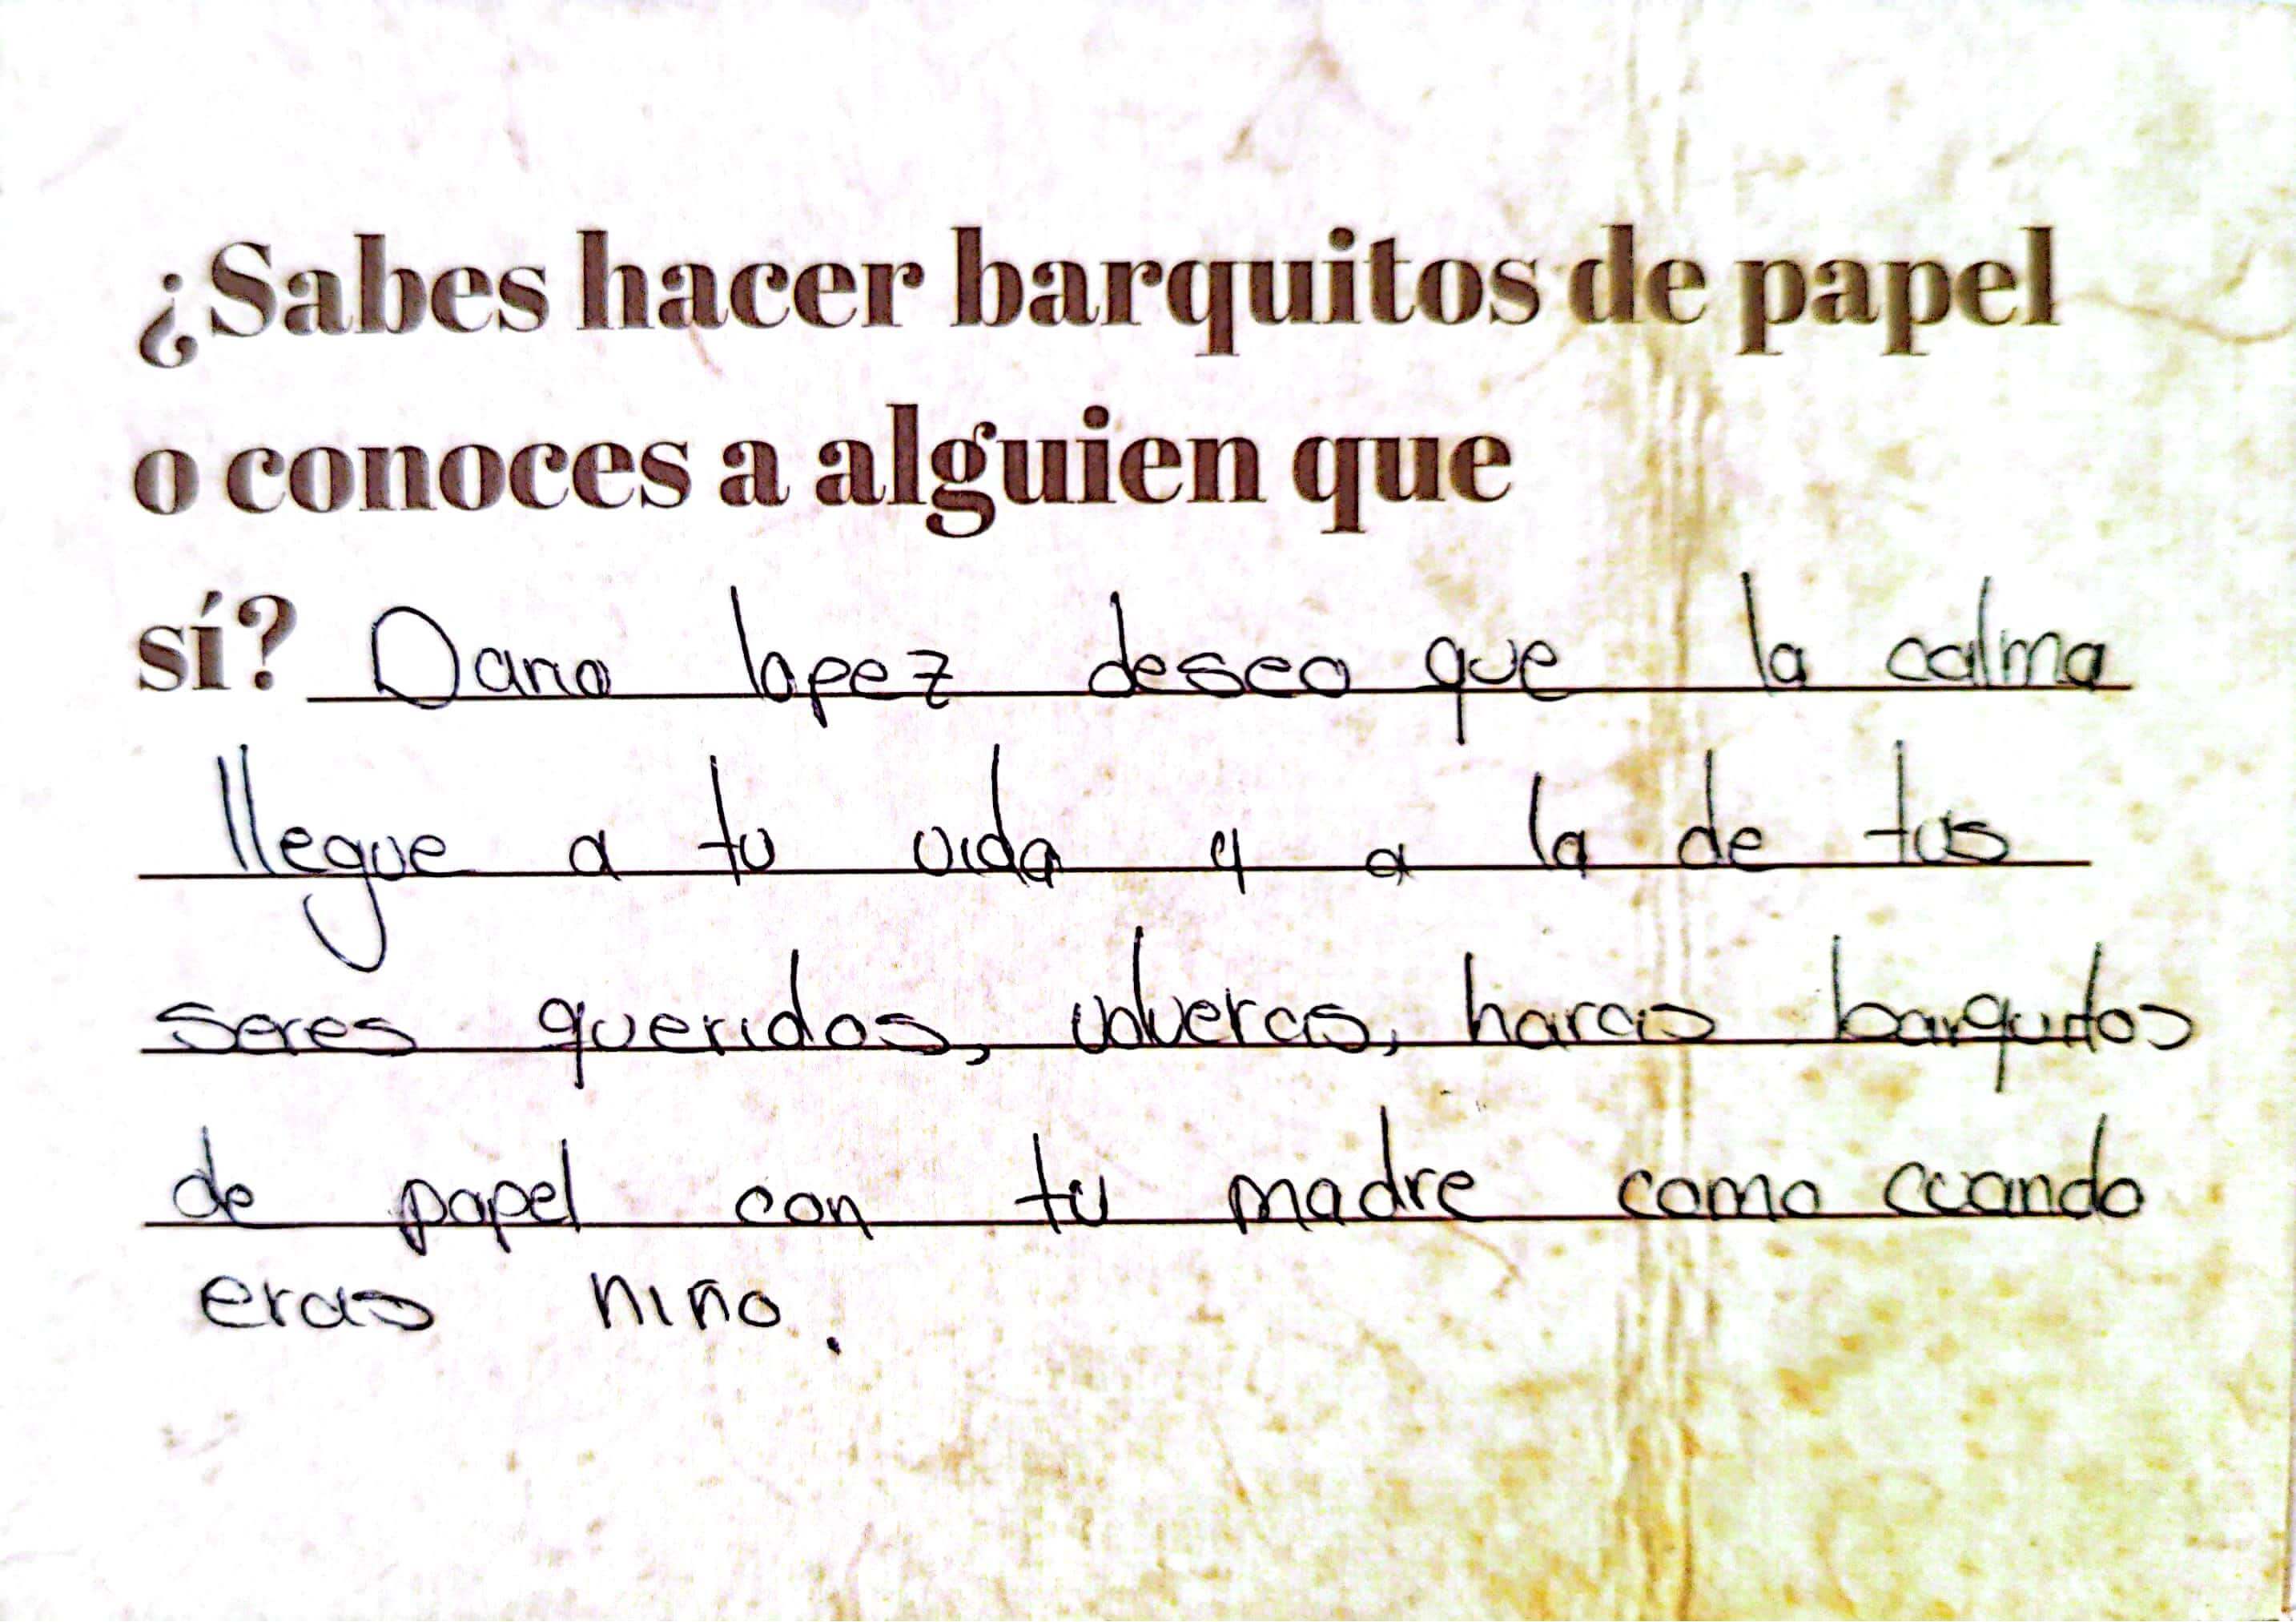 ¿Sabes hacer barquitos de papel
o conoces a alguien que
sí? Dario lopez deseo que la calma
llegue a tu vida y a la de tus
seres queridos, volveras, haras barquitos
de papel con tu madre como cuando
eras niño.